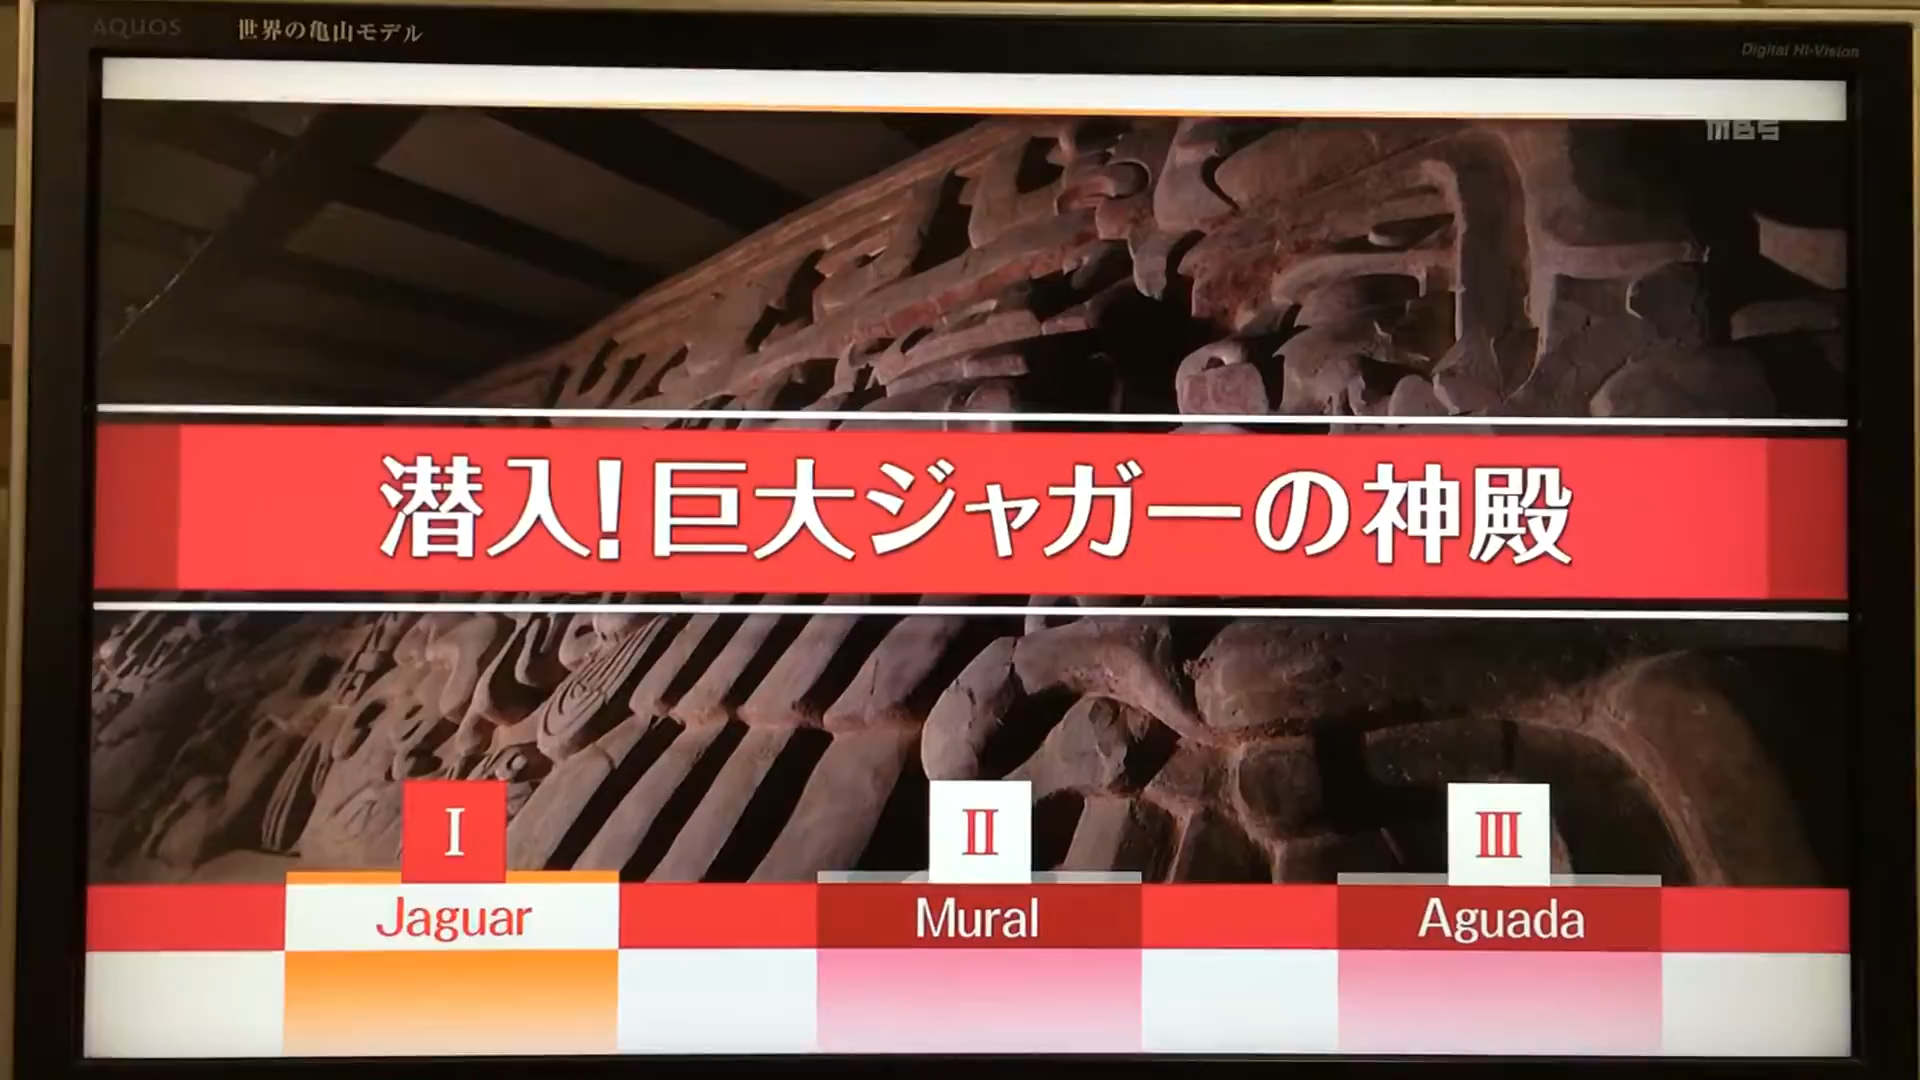 AQUOS 世界の亀山モデル
Digital Hi-Vision
MBS
潜入!巨大ジャガーの神殿
I II III
Jaguar Mural Aguada